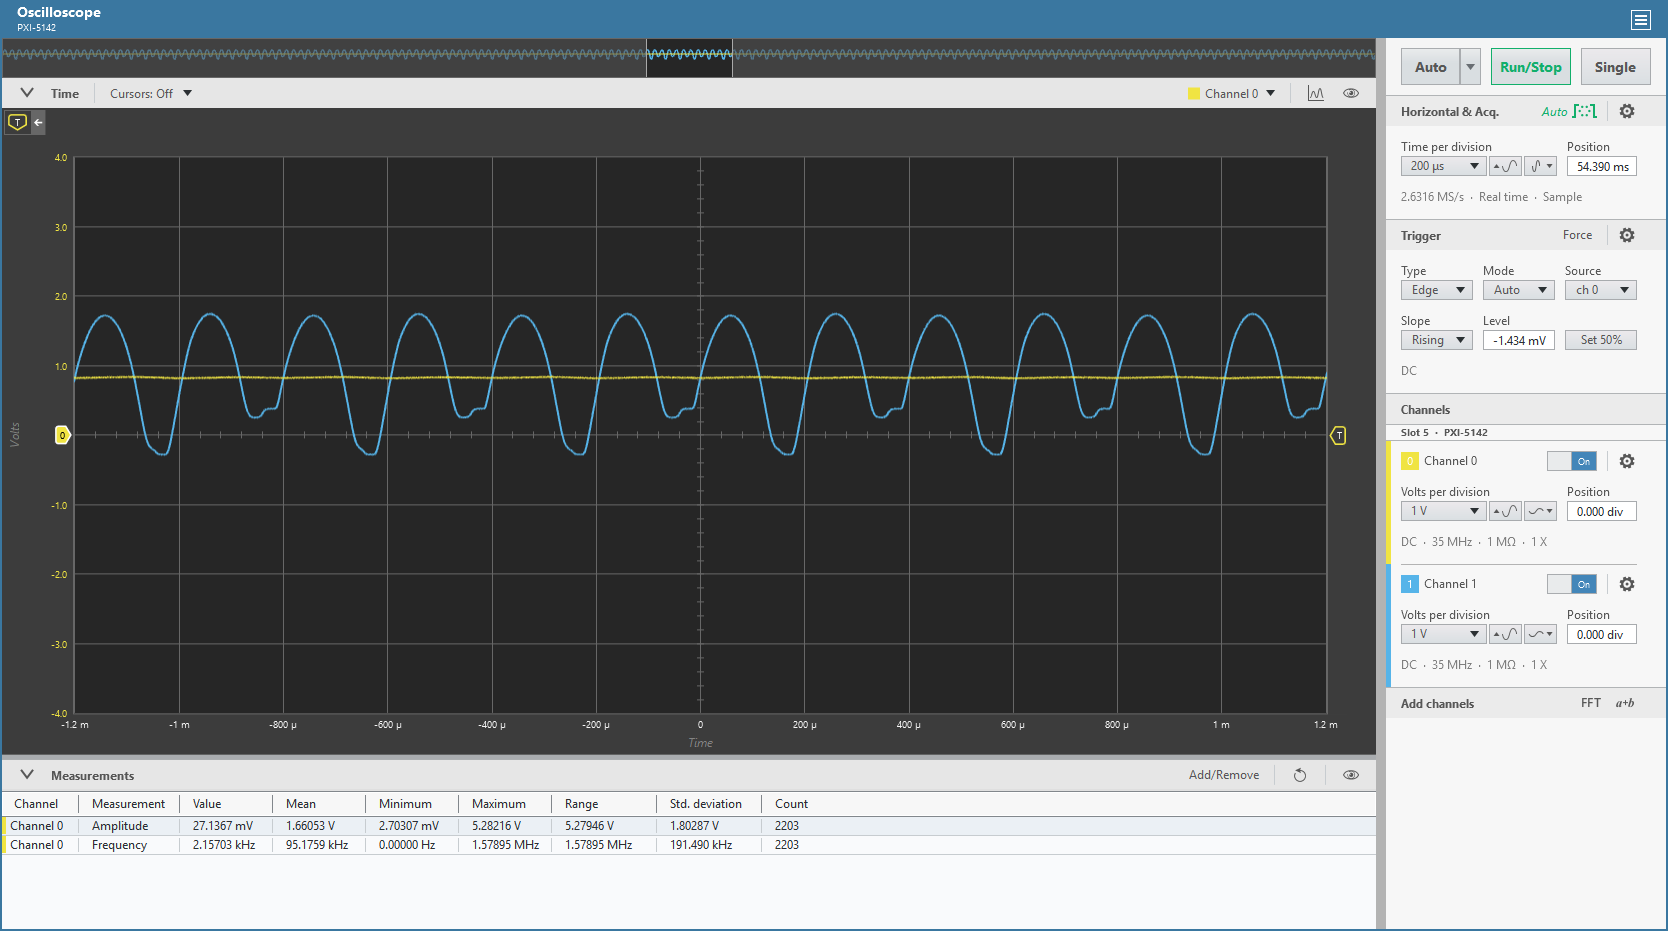 Oscilloscope
PXI-5142
Time
Cursors: Off
Channel 0
T
4.0
3.0
2.0
1.0
0
-1.0
-2.0
-3.0
-4.0
Volts
T
-1.2 m -1 m -800 µ -600 µ -400 µ -200 µ 0 200 µ 400 µ 600 µ 800 µ 1 m 1.2 m
Time
Measurements Add/Remove
Channel Measurement Value Mean Minimum Maximum Range Std. deviation Count
Channel 0 Amplitude 27.1367 mV 1.66053 V 2.70307 mV 5.28216 V 5.27946 V 1.80287 V 2203
Channel 0 Frequency 2.15703 kHz 95.1759 kHz 0.00000 Hz 1.57895 MHz 1.57895 MHz 191.490 kHz 2203
Auto Run/Stop Single
Horizontal & Acq. Auto
Time per division Position
200 µs 54.390 ms
2.6316 MS/s · Real time · Sample
Trigger Force
Type Mode Source
Edge Auto ch 0
Slope Level
Rising -1.434 mV Set 50%
DC
Channels
Slot 5 · PXI-5142
0 Channel 0 On
Volts per division Position
1 V 0.000 div
DC · 35 MHz · 1 MΩ · 1 X
1 Channel 1 On
Volts per division Position
1 V 0.000 div
DC · 35 MHz · 1 MΩ · 1 X
Add channels FFT a+b